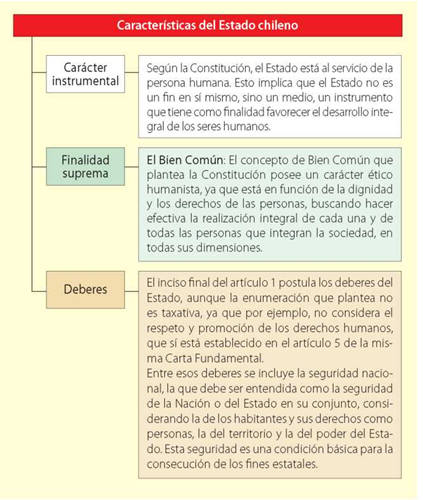 Características del Estado chileno
Carácter
instrumental
Según la Constitución, el Estado está al servicio de la
persona humana. Esto implica que el Estado no es
un fin en sí mismo, sino un medio, un instrumento
que tiene como finalidad favorecer el desarrollo inte-
gral de los seres humanos.
Finalidad
suprema
El Bien Común: El concepto de Bien Común que
plantea la Constitución posee un carácter ético
humanista, ya que está en función de la dignidad
y los derechos de las personas, buscando hacer
efectiva la realización integral de cada una y de
todas las personas que integran la sociedad, en
todas sus dimensiones.
Deberes
El inciso final del artículo 1 postula los deberes del
Estado, aunque la enumeración que plantea no
es taxativa, ya que por ejemplo, no considera el
respeto y promoción de los derechos humanos,
que sí está establecido en el artículo 5 de la mis-
ma Carta Fundamental.
Entre esos deberes se incluye la seguridad nacio-
nal, la que debe ser entendida como la seguridad
de la Nación o del Estado en su conjunto, consi-
derando la de los habitantes y sus derechos como
personas, la del territorio y la del poder del Esta-
do. Esta seguridad es una condición básica para la
consecución de los fines estatales.